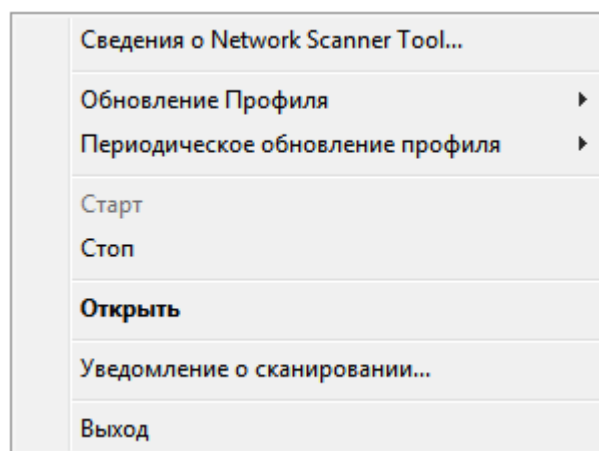 Сведения о Network Scanner Tool...
Обновление Профиля
Периодическое обновление профиля
Старт
Стоп
Открыть
Уведомление о сканировании...
Выход